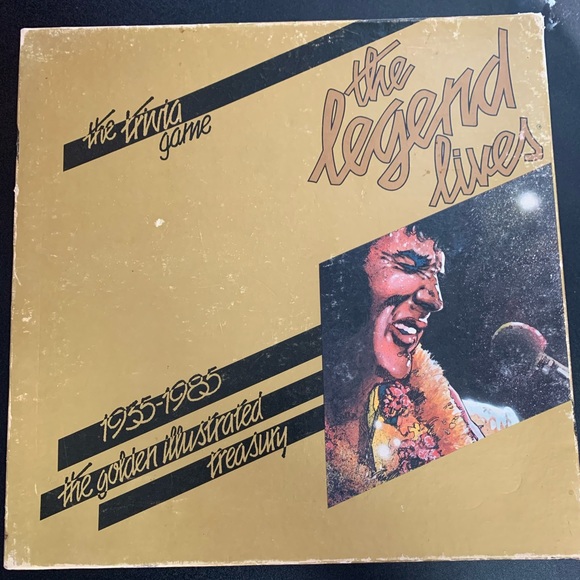 the legend
lives
the trivia
game
1955-1985
the golden illustrated
treasury